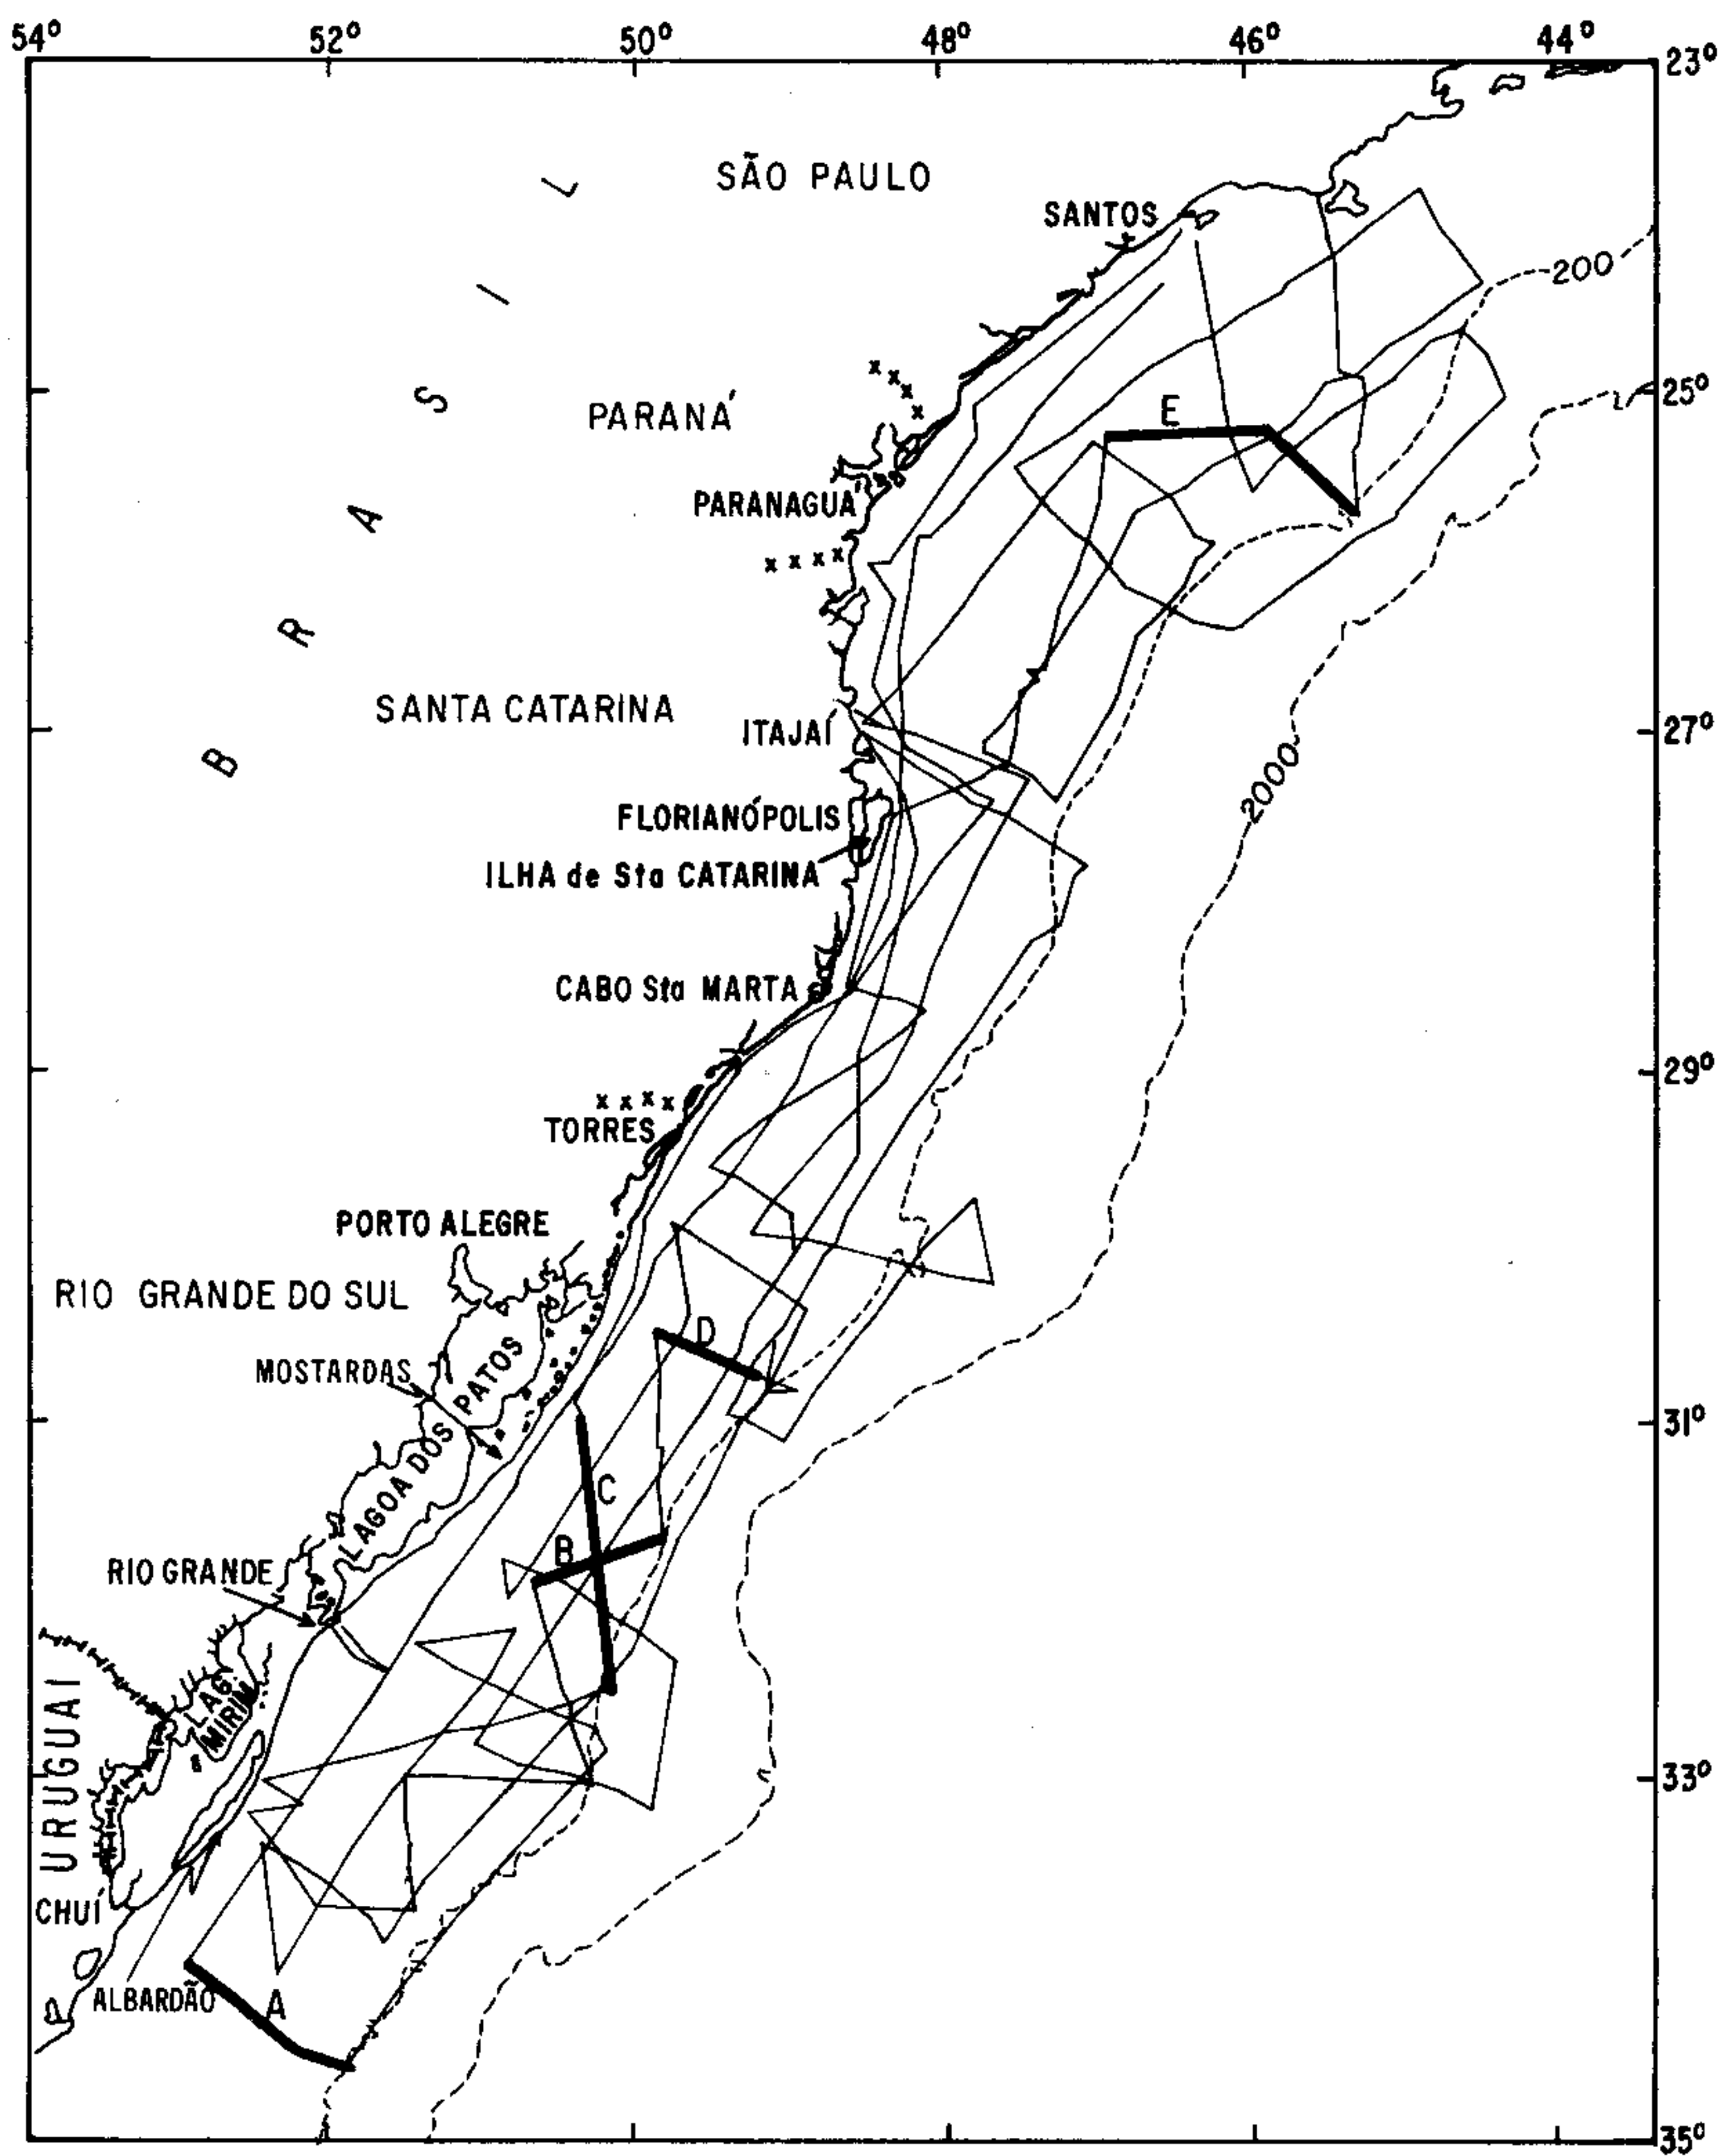 54° 52° 50° 48° 46° 44°
23°
SÃO PAULO
SANTOS
200
25°
E
PARANÁ
PARANAGUÁ
BRASIL
SANTA CATARINA
ITAJAÍ
27°
2000
FLORIANÓPOLIS
ILHA de Sta CATARINA
CABO Sta MARTA
29°
TORRES
PORTO ALEGRE
RIO GRANDE DO SUL
D
MOSTARDAS
LAGOA DOS PATOS
31°
C
B
RIO GRANDE
LAG.
MIRIM
URUGUAI
33°
CHUÍ
ALBARDÃO
A
35°